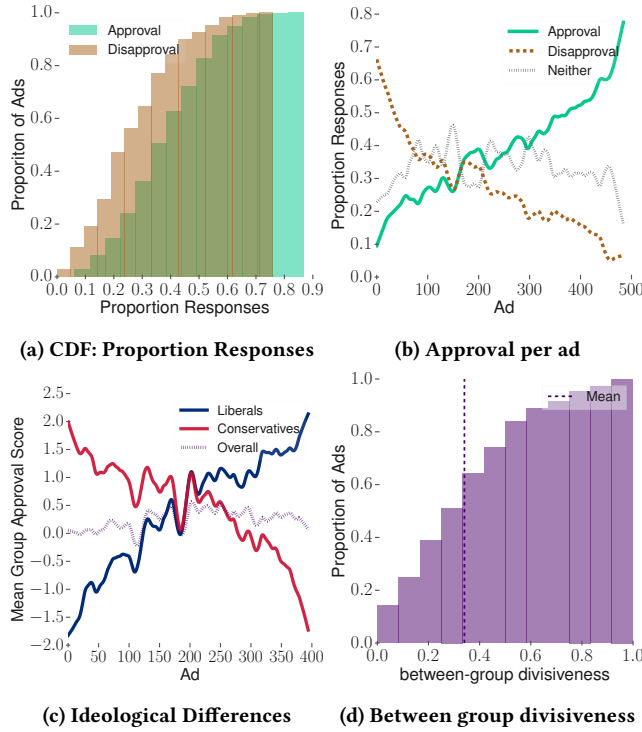 Approval
Disapproval
1.0
0.8
0.6
0.4
0.2
0.0
Proporiton of Ads
0.0 0.1 0.2 0.3 0.4 0.5 0.6 0.7 0.8 0.9
Proportion Responses
(a) CDF: Proportion Responses
Approval
Disapproval
Neither
0.8
0.7
0.6
0.5
0.4
0.3
0.2
0.1
0.0
Proportion Responses
0 100 200 300 400 500
Ad
(b) Approval per ad
Liberals
Conservatives
Overall
2.5
2.0
1.5
1.0
0.5
0.0
−0.5
−1.0
−1.5
−2.0
Mean Group Approval Score
0 50 100 150 200 250 300 350 400
Ad
(c) Ideological Differences
Mean
1.0
0.8
0.6
0.4
0.2
0.0
Proportion of Ads
0.0 0.2 0.4 0.6 0.8 1.0
between-group divisiveness
(d) Between group divisiveness